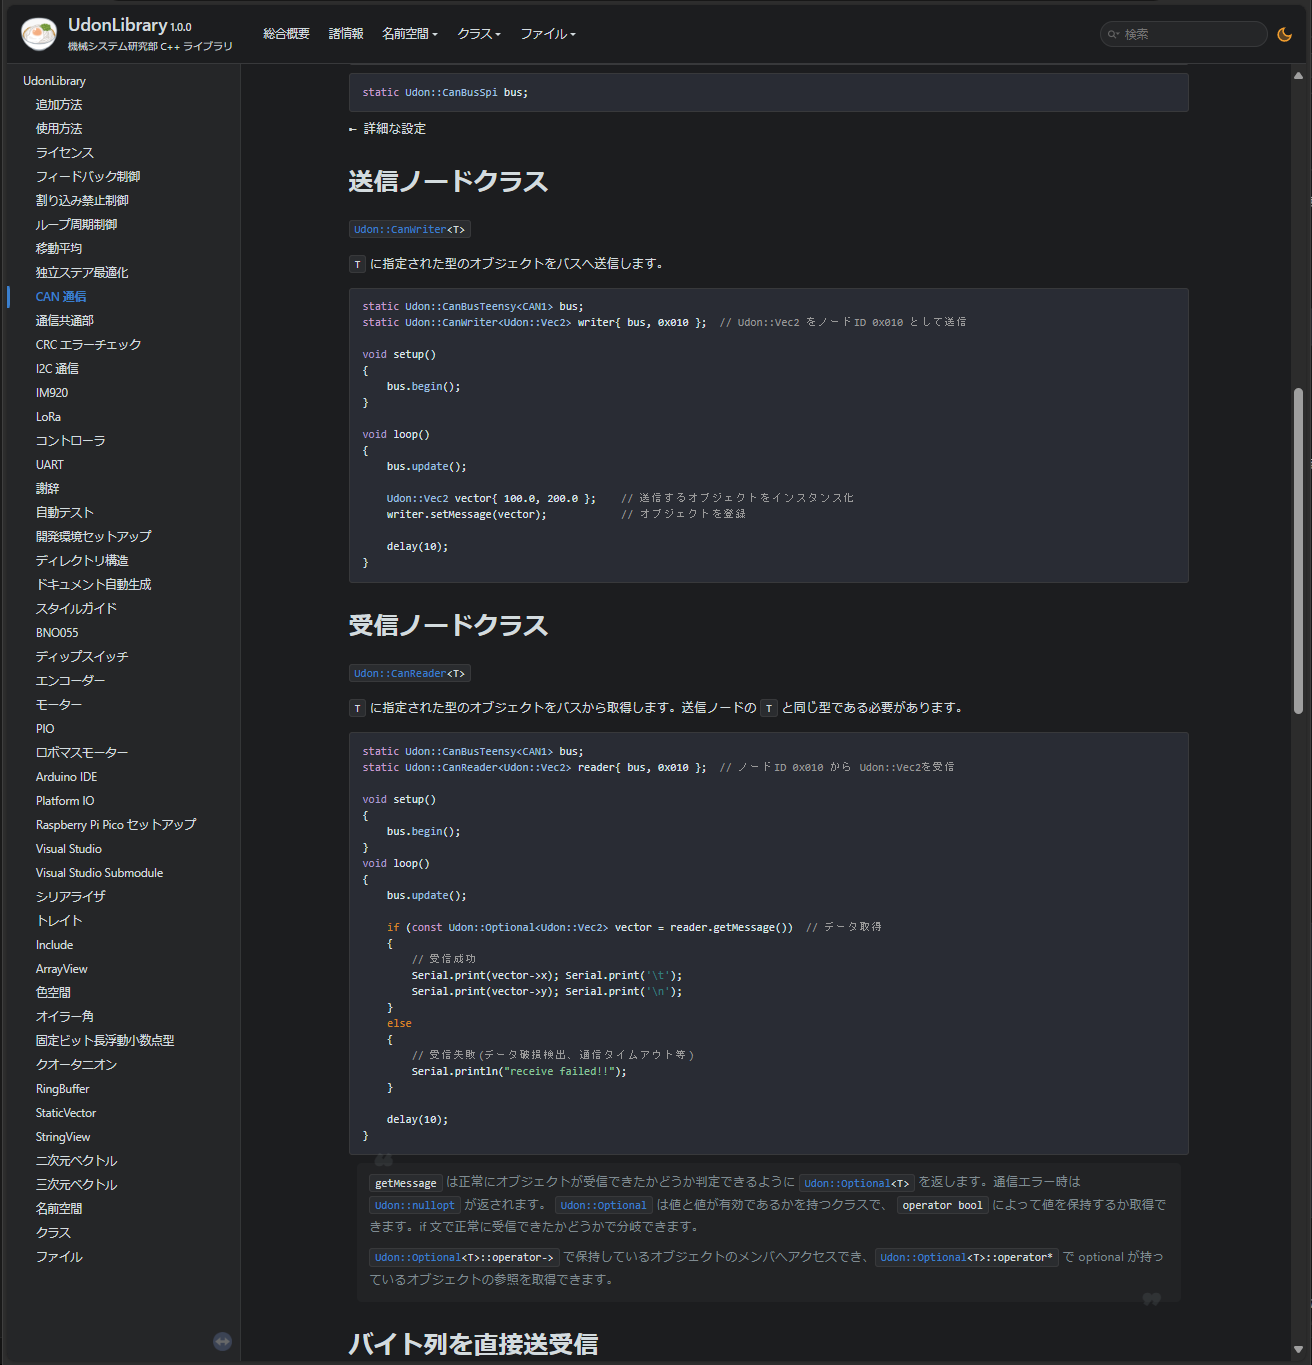 UdonLibrary 1.0.0
機械システム研究部 C++ ライブラリ
総合概要 諸情報 名前空間 クラス ファイル
検索
UdonLibrary
追加方法
使用方法
ライセンス
フィードバック制御
割り込み禁止制御
ループ周期制御
移動平均
独立ステア最適化
CAN 通信
通信共通部
CRC エラーチェック
I2C 通信
IM920
LoRa
コントローラ
UART
謝辞
自動テスト
開発環境セットアップ
ディレクトリ構造
ドキュメント自動生成
スタイルガイド
BNO055
ディップスイッチ
エンコーダー
モーター
PIO
ロボマスモーター
Arduino IDE
Platform IO
Raspberry Pi Pico セットアップ
Visual Studio
Visual Studio Submodule
シリアライザ
トレイト
Include
ArrayView
色空間
オイラー角
固定ビット長浮動小数点型
クオータニオン
RingBuffer
StaticVector
StringView
二次元ベクトル
三次元ベクトル
名前空間
クラス
ファイル
static Udon::CanBusSpi bus;
← 詳細な設定
送信ノードクラス
Udon::CanWriter<T>
T に指定された型のオブジェクトをバスへ送信します。
static Udon::CanBusTeensy<CAN1> bus;
static Udon::CanWriter<Udon::Vec2> writer{ bus, 0x010 };  // Udon::Vec2 をノードID 0x010 として送信
void setup()
{
    bus.begin();
}
void loop()
{
    bus.update();
    Udon::Vec2 vector{ 100.0, 200.0 };    // 送信するオブジェクトをインスタンス化
    writer.setMessage(vector);            // オブジェクトを登録
    delay(10);
}
受信ノードクラス
Udon::CanReader<T>
T に指定された型のオブジェクトをバスから取得します。送信ノードの T と同じ型である必要があります。
static Udon::CanBusTeensy<CAN1> bus;
static Udon::CanReader<Udon::Vec2> reader{ bus, 0x010 };  // ノードID 0x010 から Udon::Vec2を受信
void setup()
{
    bus.begin();
}
void loop()
{
    bus.update();
    if (const Udon::Optional<Udon::Vec2> vector = reader.getMessage())  // データ取得
    {
        // 受信成功
        Serial.print(vector->x); Serial.print('\t');
        Serial.print(vector->y); Serial.print('\n');
    }
    else
    {
        // 受信失敗(データ破損検出、通信タイムアウト等)
        Serial.println("receive failed!!");
    }
    delay(10);
}
getMessage は正常にオブジェクトが受信できたかどうか判定できるように Udon::Optional<T> を返します。通信エラー時は
Udon::nullopt が返されます。 Udon::Optional は値と値が有効であるかを持つクラスで、 operator bool によって値を保持するか取得で
きます。if 文で正常に受信できたかどうかで分岐できます。
Udon::Optional<T>::operator-> で保持しているオブジェクトのメンバへアクセスでき、Udon::Optional<T>::operator* で optional が持っ
ているオブジェクトの参照を取得できます。
バイト列を直接送受信